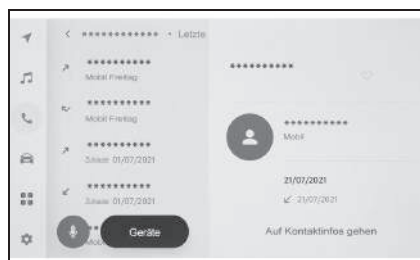 ************ • Letzte
**********
Mobil Freitag
**********
Mobil Freitag
**********
Zuhause 01/07/2021
**********
Zuhause 01/07/2021
Geräte
**********
**********
Mobil
21/07/2021
21/07/2021
Auf Kontaktinfos gehen